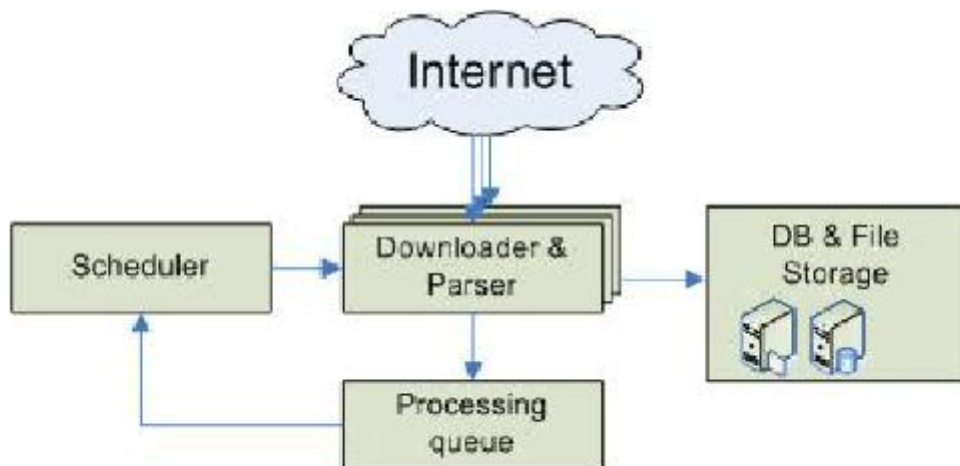 Internet
Scheduler
Downloader &
Parser
DB & File
Storage
Processing
queue